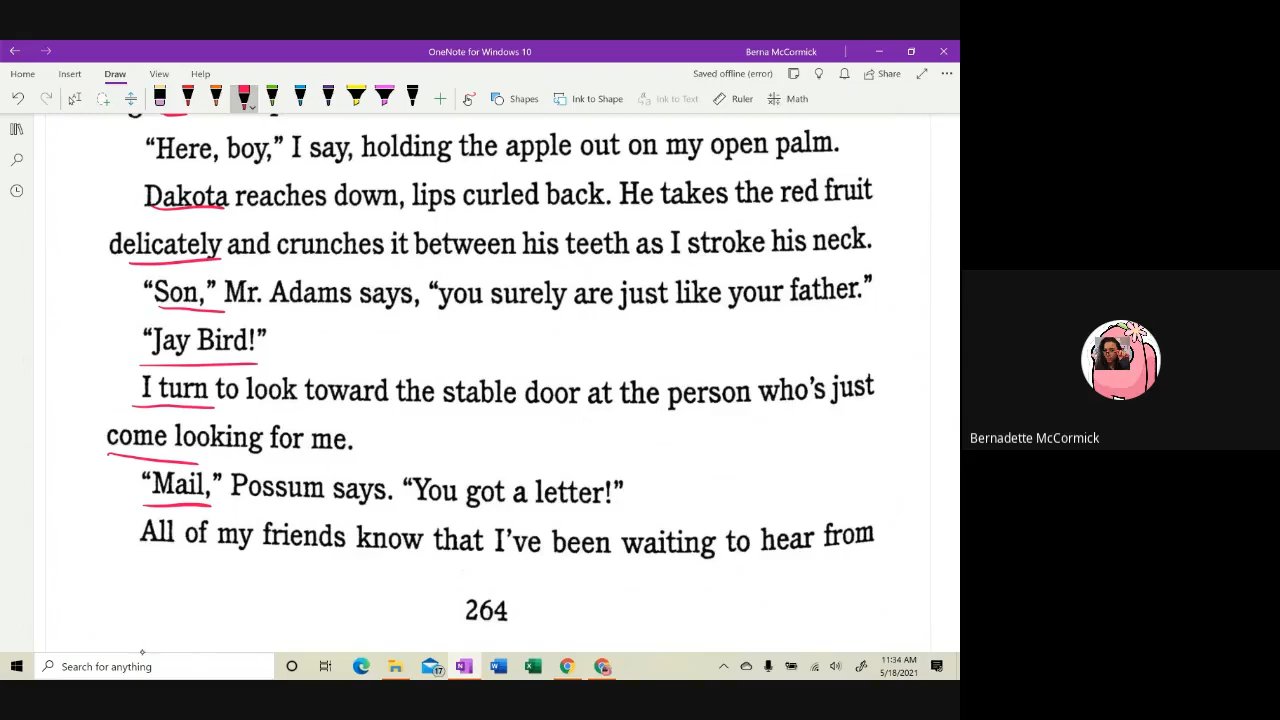 OneNote for Windows 10
Berna McCormick
Home Insert Draw View Help
Saved offline (error)
Share
Shapes
Ink to Shape
Ink to Text
Ruler
Math
“Here, boy,” I say, holding the apple out on my open palm.
Dakota reaches down, lips curled back. He takes the red fruit
delicately and crunches it between his teeth as I stroke his neck.
“Son,” Mr. Adams says, “you surely are just like your father.”
“Jay Bird!”
I turn to look toward the stable door at the person who’s just
come looking for me.
“Mail,” Possum says. “You got a letter!”
All of my friends know that I’ve been waiting to hear from
264
Bernadette McCormick
Search for anything
17
11:34 AM
5/18/2021